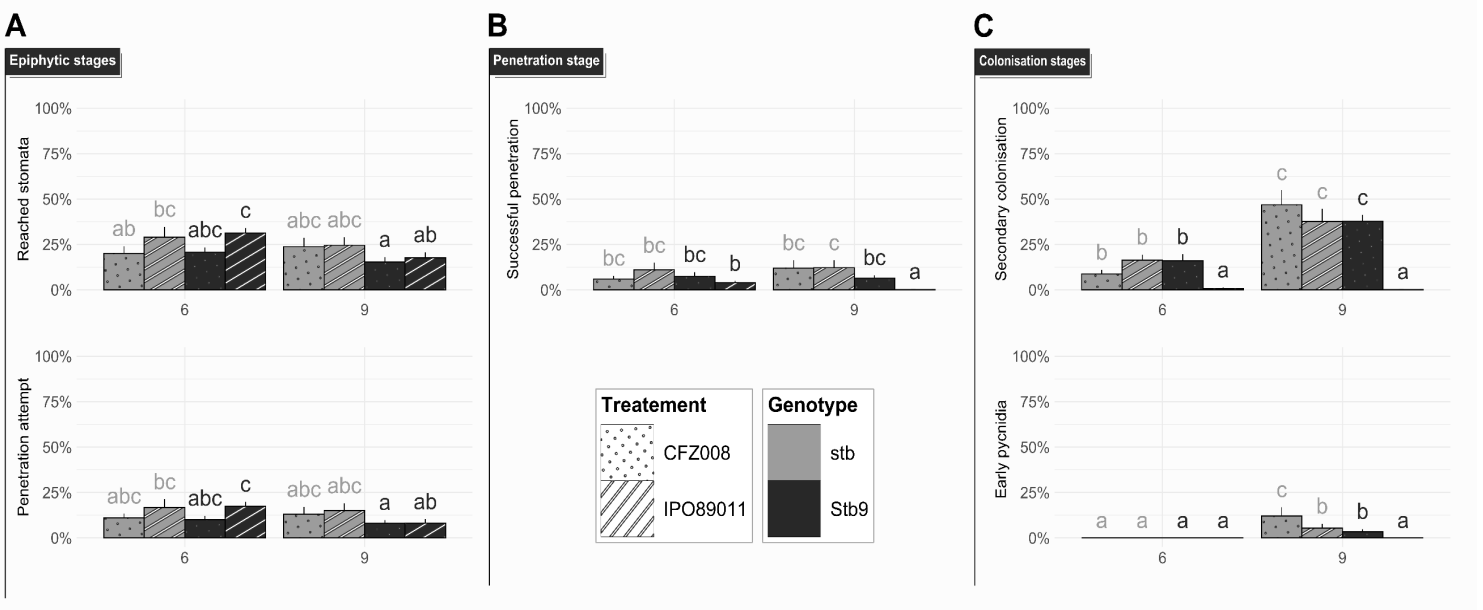 A
Epiphytic stages
Reached stomata
100%
75%
50%
25%
0%
ab bc abc c abc abc a ab
6 9
Penetration attempt
100%
75%
50%
25%
0%
abc bc abc c abc abc a ab
6 9
B
Penetration stage
Successful penetration
100%
75%
50%
25%
0%
bc bc bc b bc c bc a
6 9
Treatement
CFZ008
IPO89011
Genotype
stb
Stb9
C
Colonisation stages
Secondary colonisation
100%
75%
50%
25%
0%
b b b a c c c a
6 9
Early pycnidia
100%
75%
50%
25%
0%
a a a a c b b a
6 9